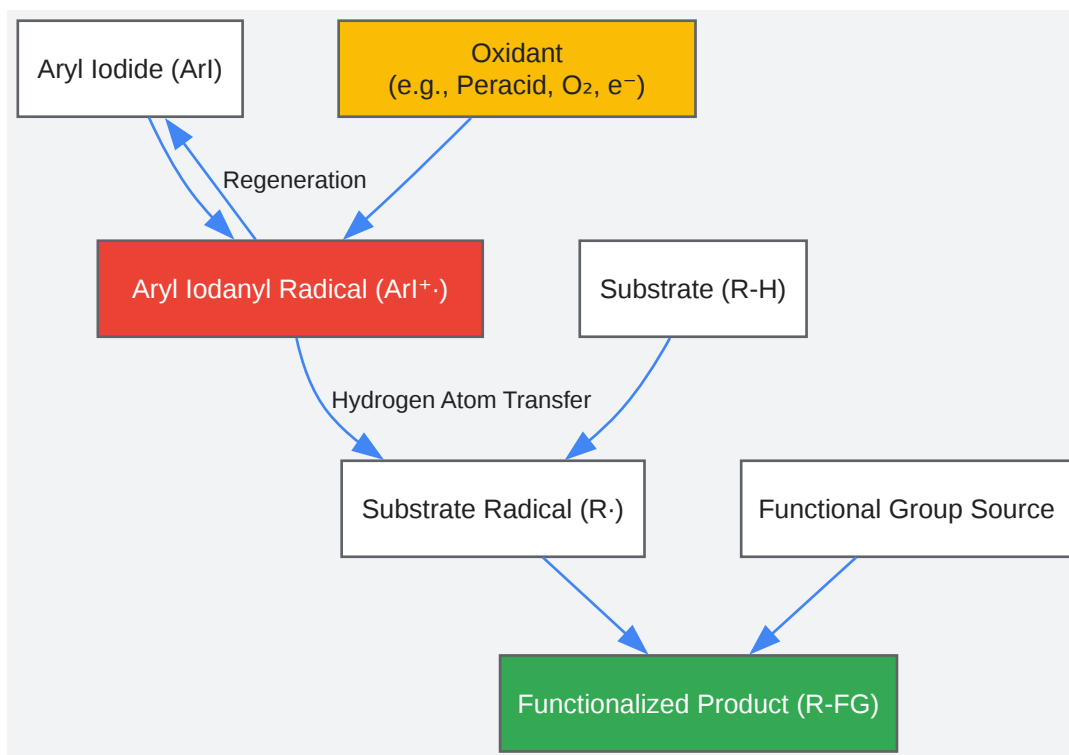 Aryl Iodide (ArI)
Oxidant
(e.g., Peracid, O₂, e⁻)
Regeneration
Aryl Iodanyl Radical (ArI⁺·)
Substrate (R-H)
Hydrogen Atom Transfer
Substrate Radical (R·)
Functional Group Source
Functionalized Product (R-FG)